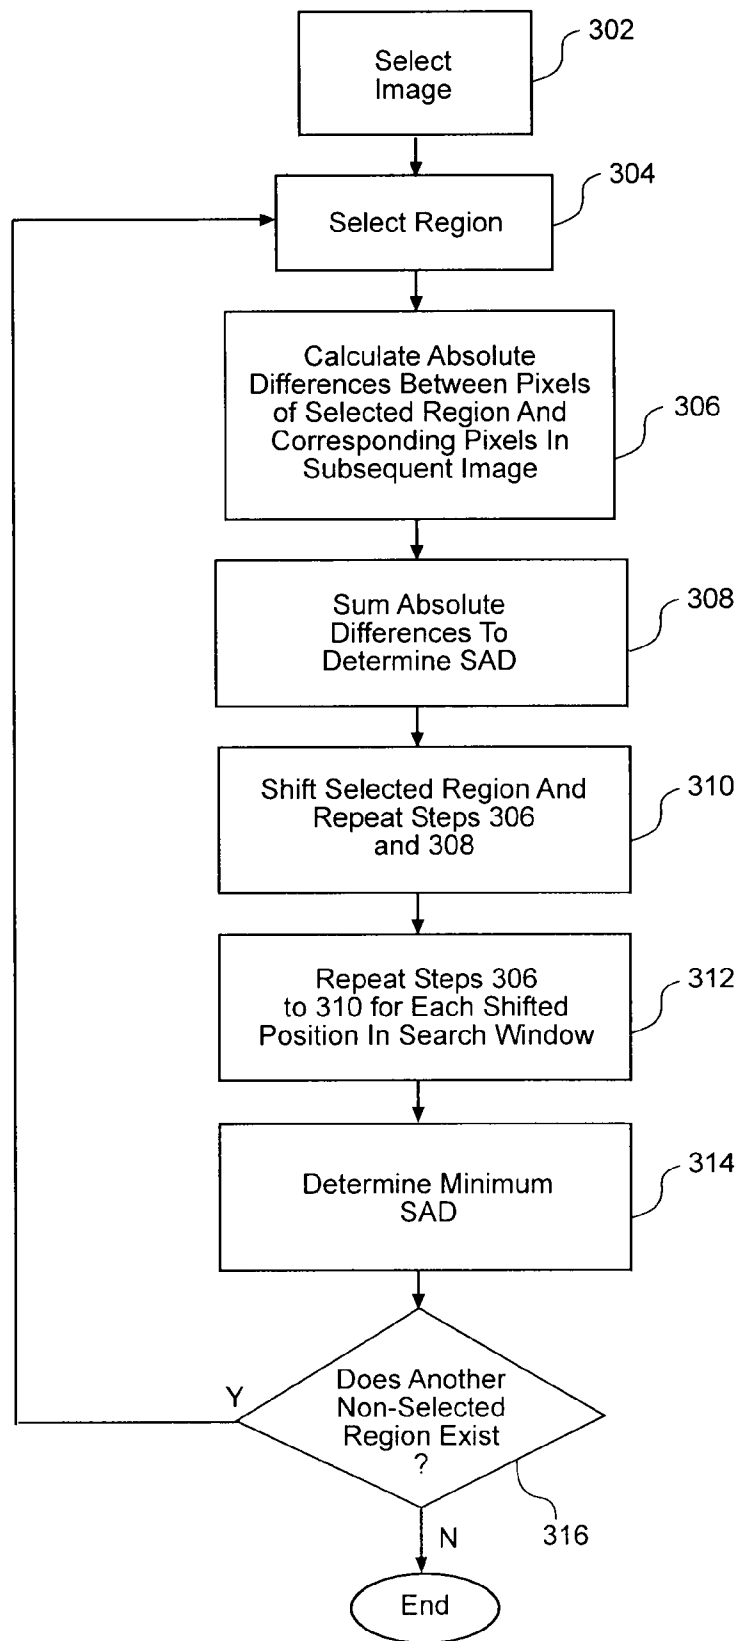 302
Select
Image
304
Select Region
Calculate Absolute
Differences Between Pixels
of Selected Region And
Corresponding Pixels In
Subsequent Image
306
Sum Absolute
Differences To
Determine SAD
308
Shift Selected Region And
Repeat Steps 306
and 308
310
Repeat Steps 306
to 310 for Each Shifted
Position In Search Window
312
Determine Minimum
SAD
314
Does Another
Non-Selected
Region Exist
?
Y
316
N
End